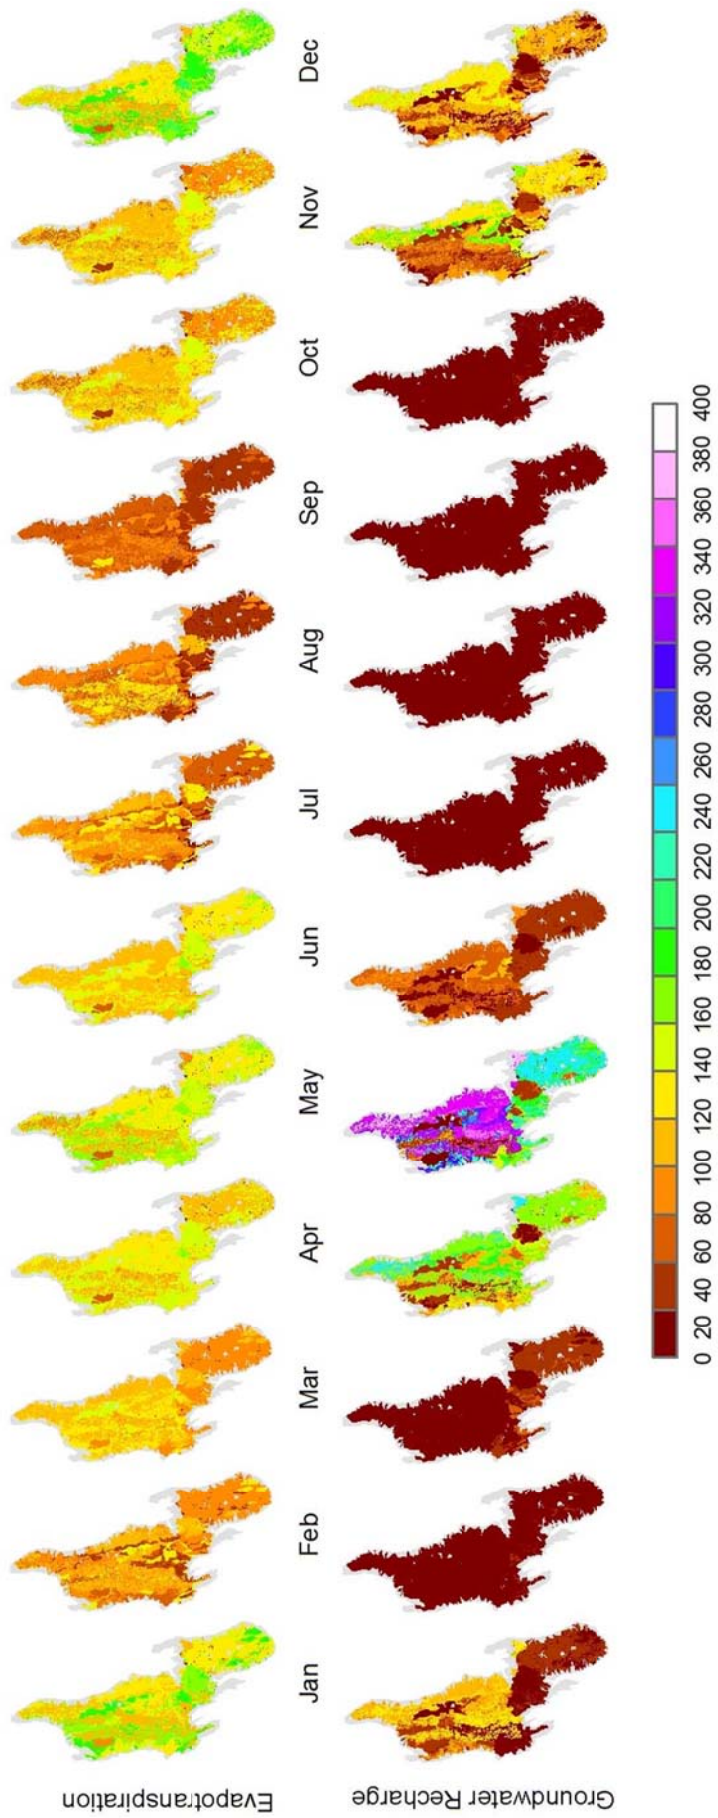 Evapotranspiration
Jan Feb Mar Apr May Jun Jul Aug Sep Oct Nov Dec
Groundwater Recharge
0 20 40 60 80 100 120 140 160 180 200 220 240 260 280 300 320 340 360 380 400